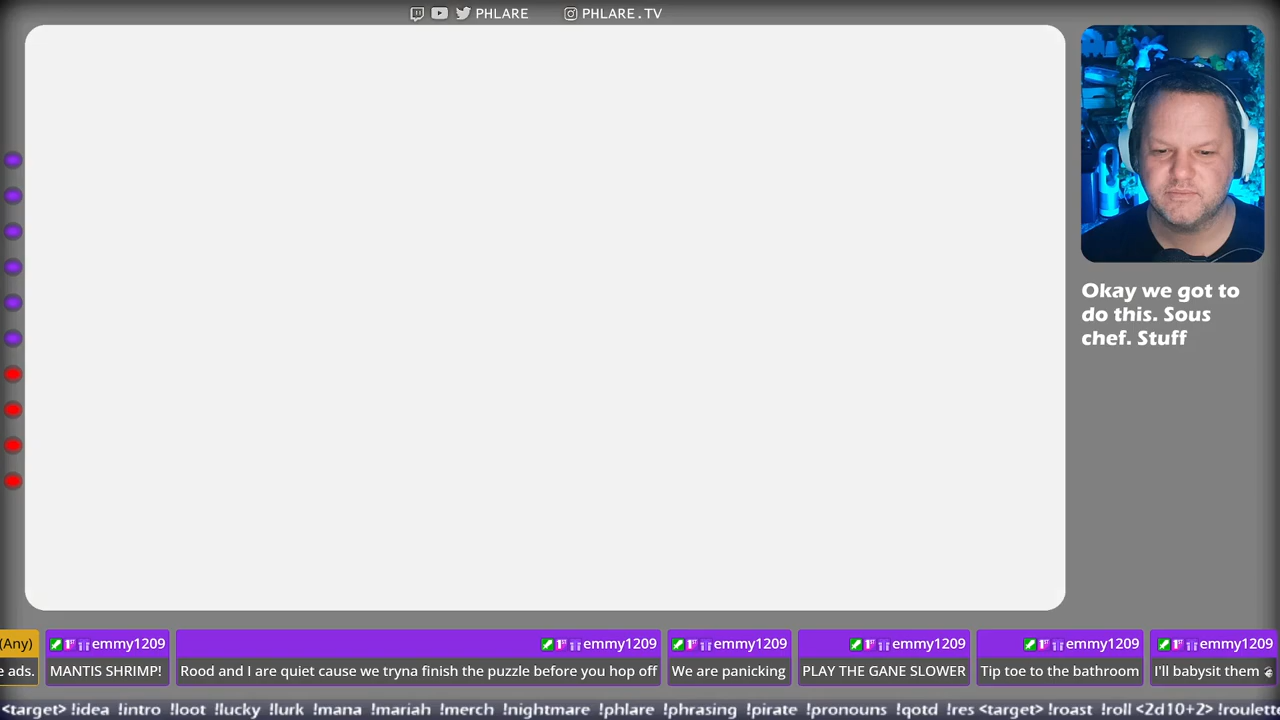 PHLARE PHLARE.TV
Okay we got to
do this. Sous
chef. Stuff
(Any) emmy1209 emmy1209 emmy1209 emmy1209 emmy1209 emmy1209
e ads. MANTIS SHRIMP! Rood and I are quiet cause we tryna finish the puzzle before you hop off We are panicking PLAY THE GANE SLOWER Tip toe to the bathroom I'll babysit them
<target> !idea !intro !loot !lucky !lurk !mana !mariah !merch !nightmare !phlare !phrasing !pirate !pronouns !qotd !res <target> !roast !roll <2d10+2> !roulette